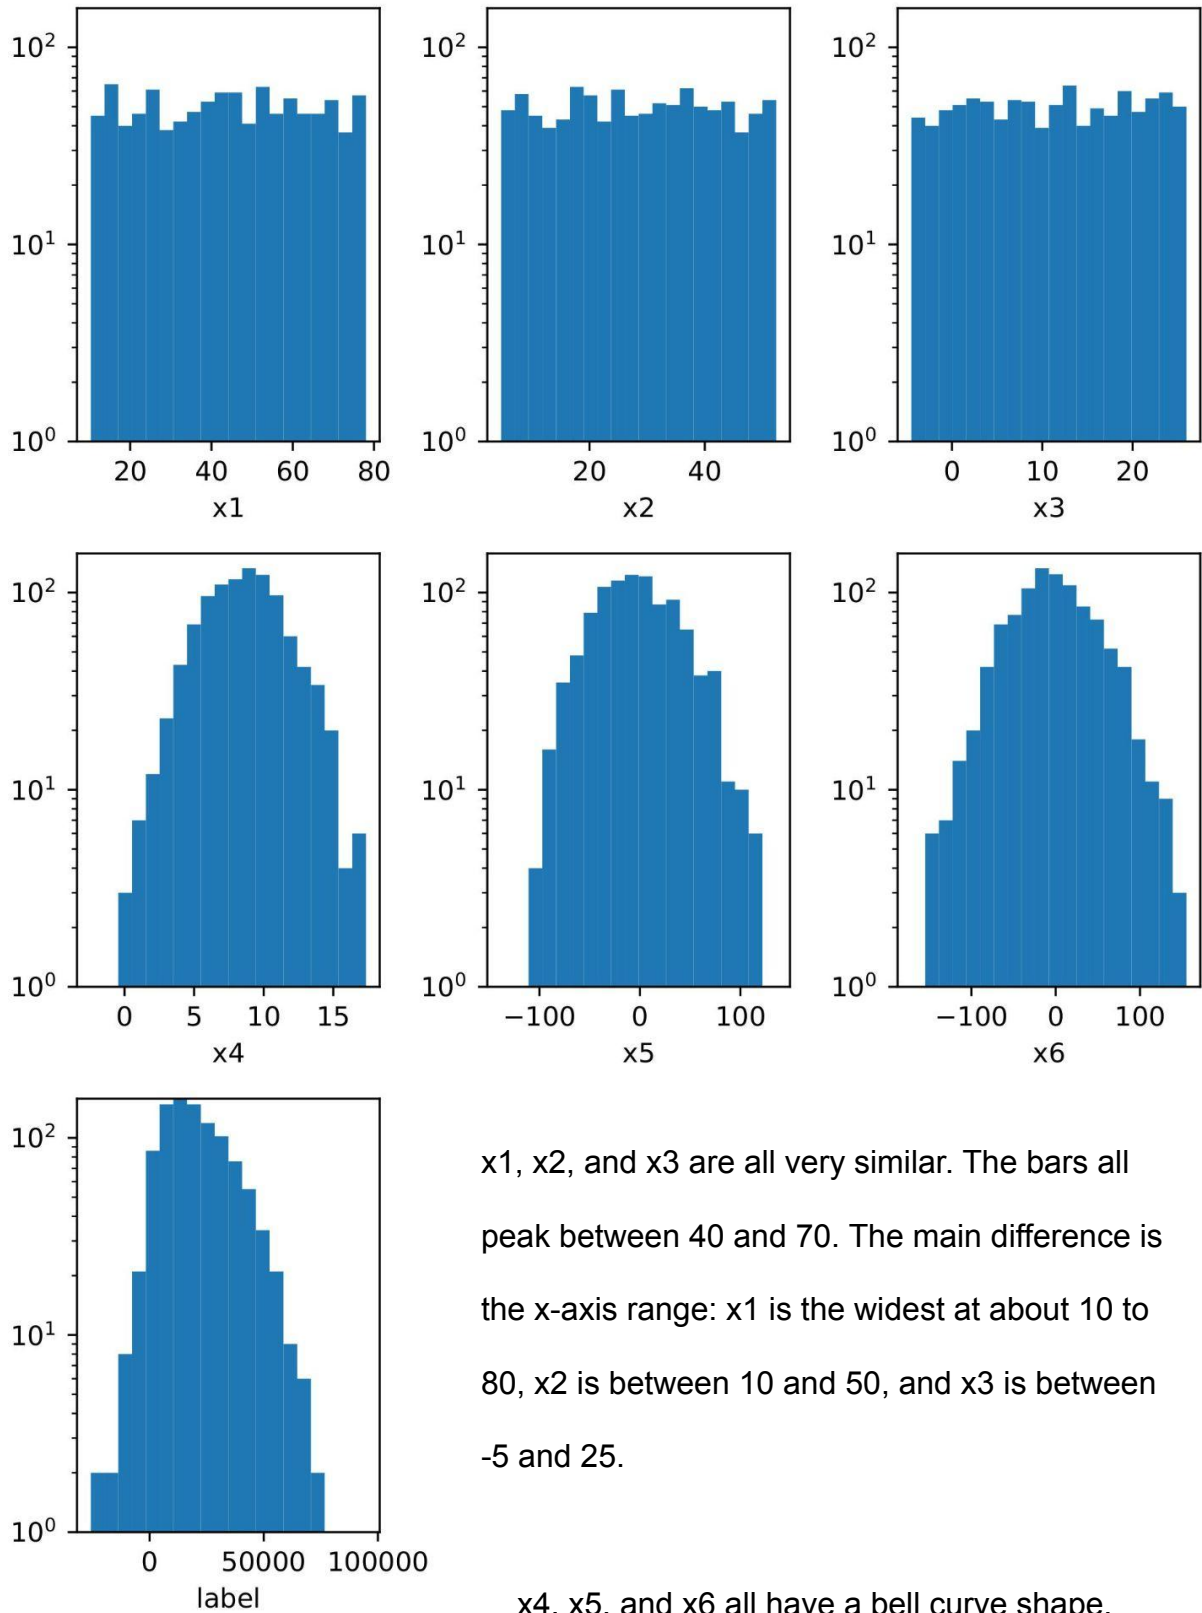 10² 10² 10²
10¹ 10¹ 10¹
10⁰ 10⁰ 10⁰
20 40 60 80 20 40 0 10 20
x1 x2 x3
10² 10² 10²
10¹ 10¹ 10¹
10⁰ 10⁰ 10⁰
0 5 10 15 −100 0 100 −100 0 100
x4 x5 x6
10²
10¹
10⁰
0 50000 100000
label
x1, x2, and x3 are all very similar. The bars all
peak between 40 and 70. The main difference is
the x-axis range: x1 is the widest at about 10 to
80, x2 is between 10 and 50, and x3 is between
-5 and 25.
x4, x5, and x6 all have a bell curve shape.